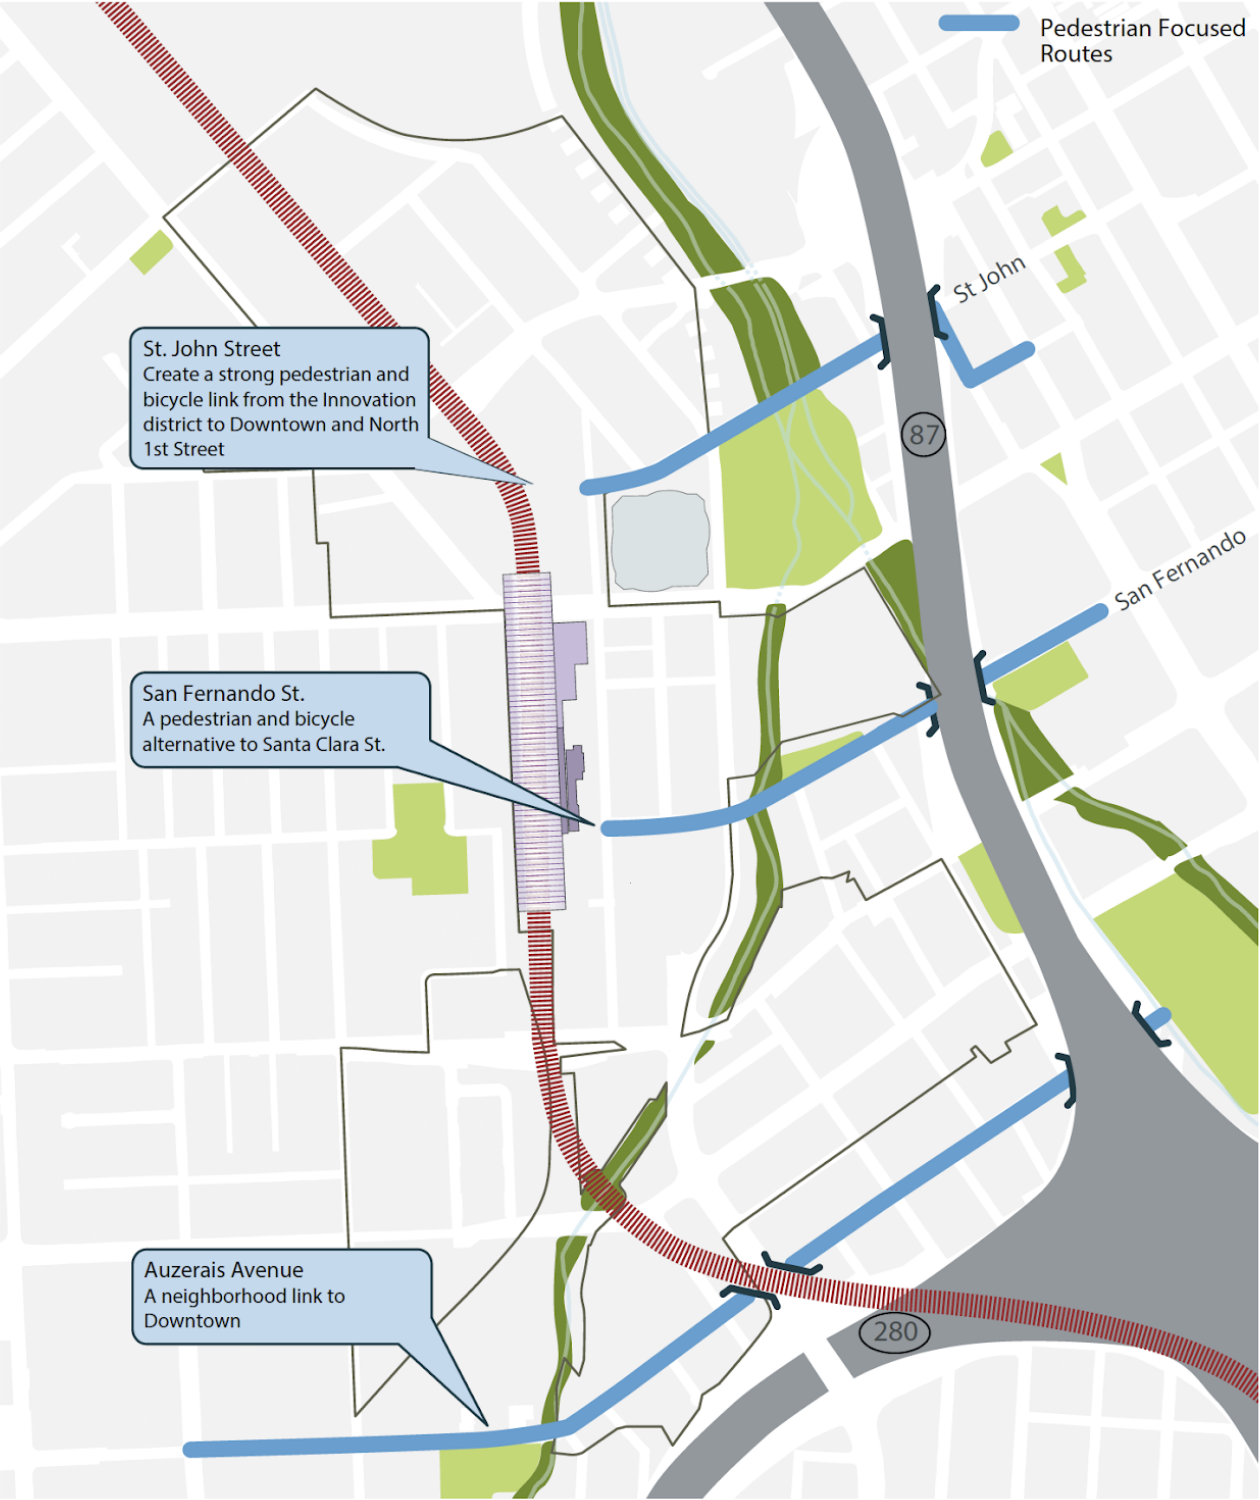 Pedestrian Focused
Routes
St John
St. John Street
Create a strong pedestrian and
bicycle link from the Innovation
district to Downtown and North
1st Street
87
San Fernando
San Fernando St.
A pedestrian and bicycle
alternative to Santa Clara St.
Auzerais Avenue
A neighborhood link to
Downtown
280